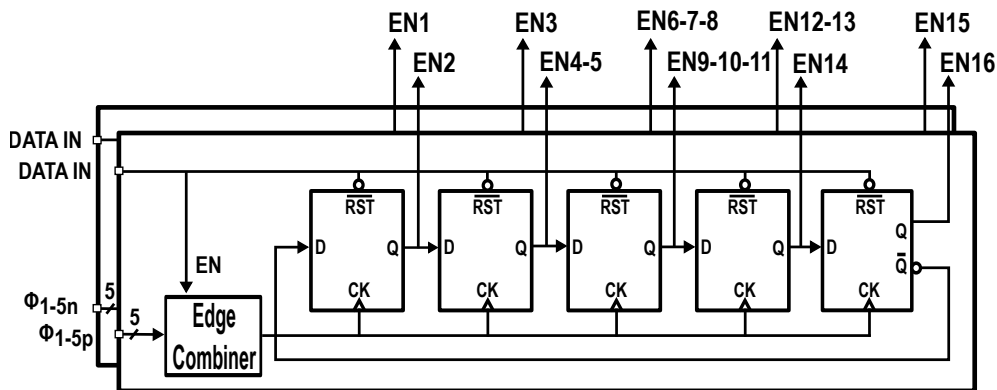 EN1
EN3
EN6-7-8
EN12-13
EN15
EN2
EN4-5
EN9-10-11
EN14
EN16
DATA IN
DATA IN
RST
RST
RST
RST
RST
D
Q
D
Q
D
Q
D
Q
D
Q
Q̅
EN
CK
CK
CK
CK
CK
Φ1-5n
5
Φ1-5p
5
Edge
Combiner